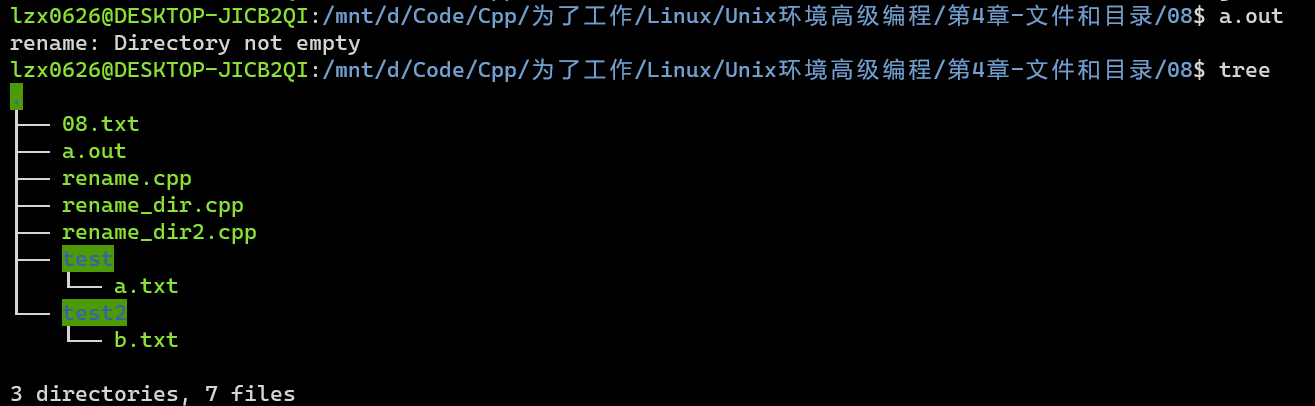 lzx0626@DESKTOP-JICB2QI:/mnt/d/Code/Cpp/为了工作/Linux/Unix环境高级编程/第4章-文件和目录/08$ a.out
rename: Directory not empty
lzx0626@DESKTOP-JICB2QI:/mnt/d/Code/Cpp/为了工作/Linux/Unix环境高级编程/第4章-文件和目录/08$ tree
.
├── 08.txt
├── a.out
├── rename.cpp
├── rename_dir.cpp
├── rename_dir2.cpp
├── test
│   └── a.txt
└── test2
    └── b.txt
3 directories, 7 files